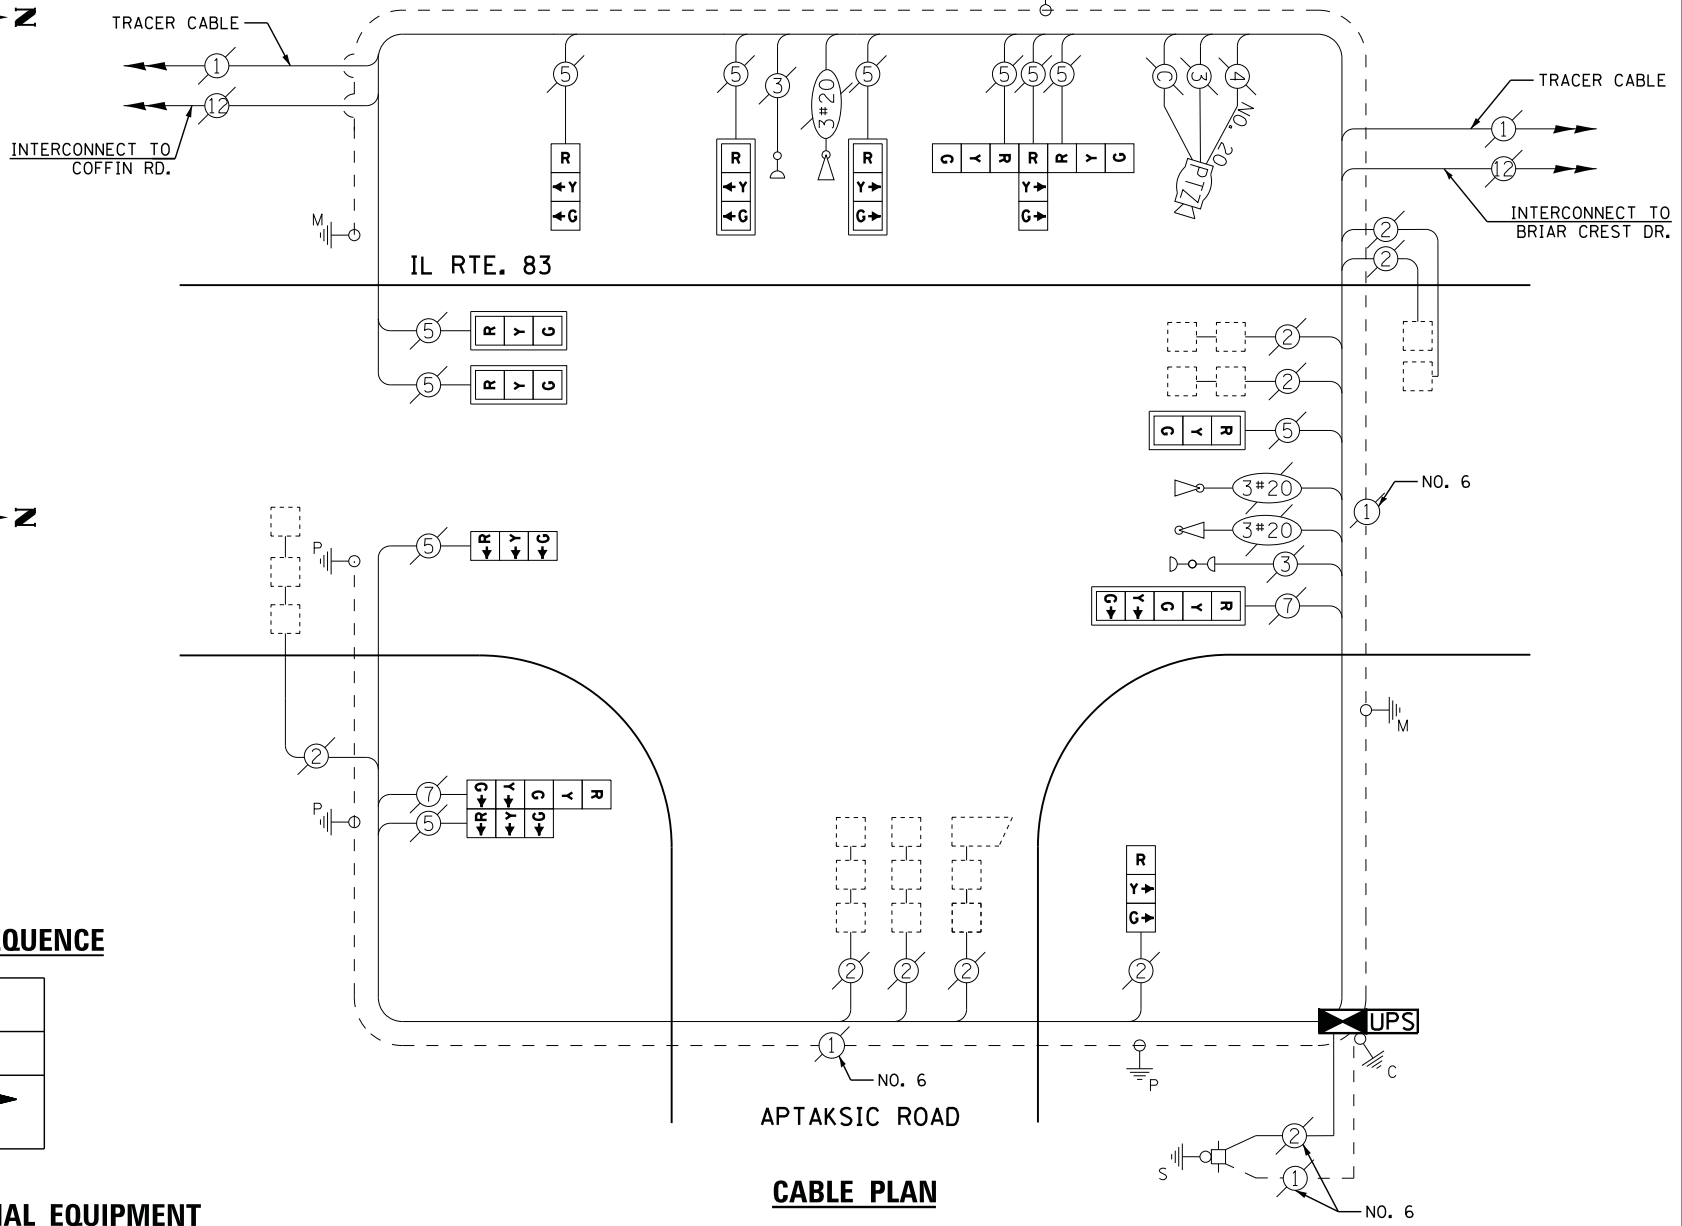 N
TRACER CABLE
1
12
INTERCONNECT TO
COFFIN RD.
M
5
R
Y
G
5
R
Y
G
3
3#20
5
R
Y
G
5 5 5
G Y R R R Y G
Y
G
C 3 4
NO. 20
PTZ
TRACER CABLE
1
12
INTERCONNECT TO
BRIAR CREST DR.
2
2
IL RTE. 83
5 R Y G
5 R Y G
2
2
G Y R 5
3#20
3#20
3
G Y G Y R 7
1 NO. 6
N
P
5 R Y G
2
7 G Y G Y R
P
5 R Y G
M
2 2 2
R
Y
G
2
UPS
1
NO. 6
P
C
APTAKSIC ROAD
2
S
1
NO. 6
CABLE PLAN
EQUENCE
NAL EQUIPMENT